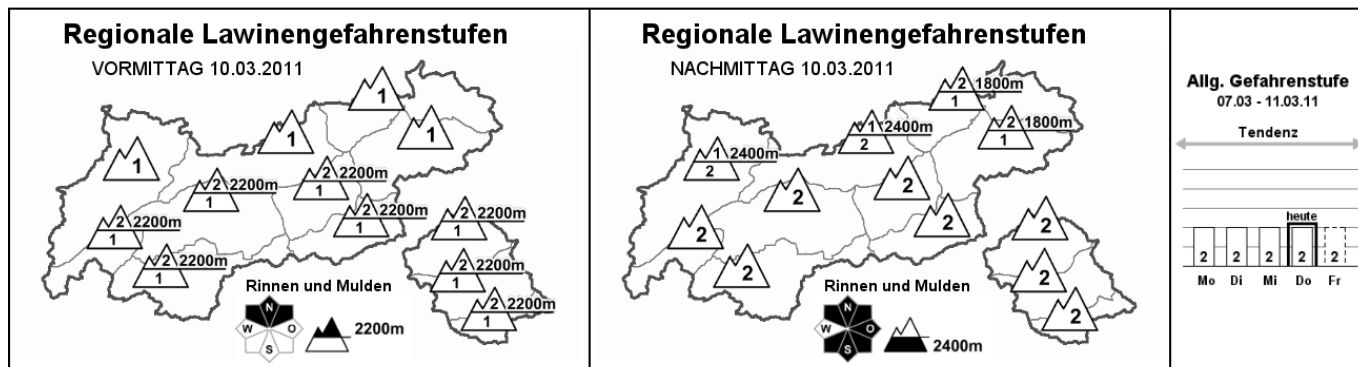 Regionale Lawinengefahrenstufen
VORMITTAG 10.03.2011
1
1
1
1
2 2200m
1
2 2200m
1
2 2200m
1
2 2200m
1
2 2200m
1
2 2200m
1
2 2200m
1
2 2200m
1
Rinnen und Mulden
N
W O
S
2200m
Regionale Lawinengefahrenstufen
NACHMITTAG 10.03.2011
2 1800m
1
2 1800m
1
1 2400m
2
1 2400m
2
2
2
2
2
2
2
2
2
Rinnen und Mulden
N
W O
S
2400m
Allg. Gefahrenstufe
07.03 - 11.03.11
Tendenz
heute
2 2 2 2 2
Mo Di Mi Do Fr